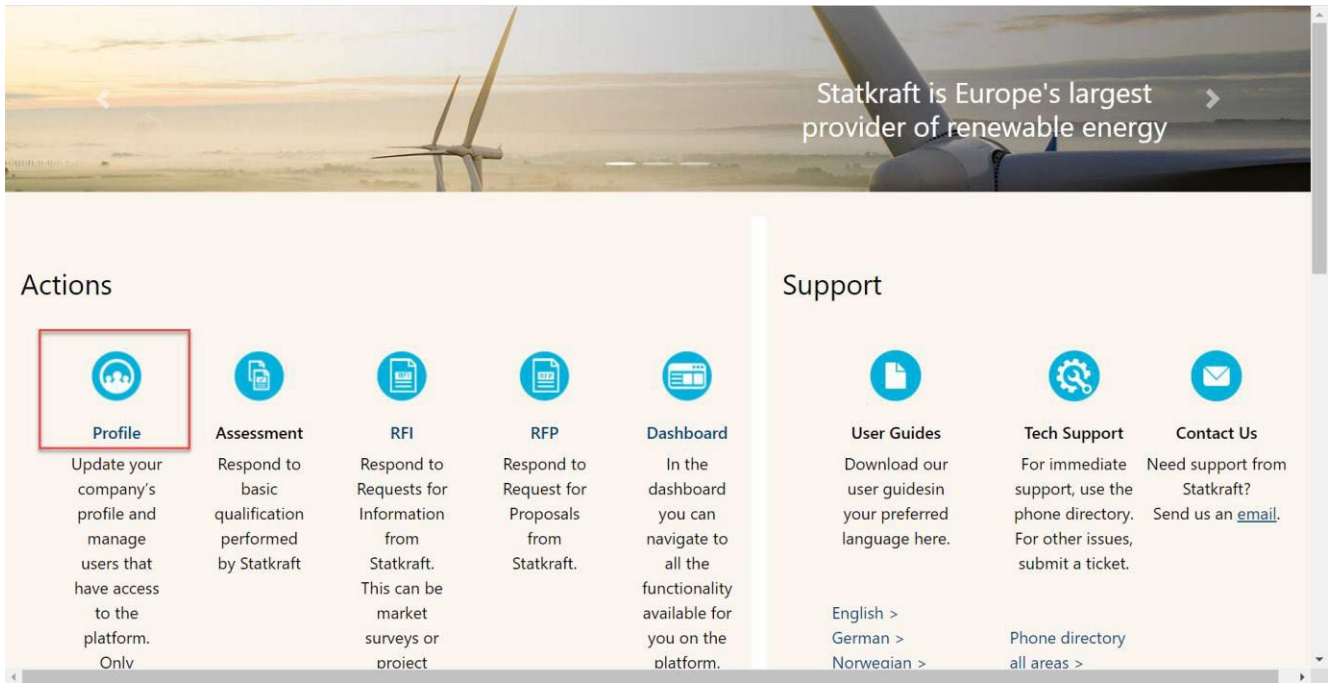 Statkraft is Europe's largest
provider of renewable energy
Actions
Profile
Update your
company's
profile and
manage
users that
have access
to the
platform.
Only
Assessment
Respond to
basic
qualification
performed
by Statkraft
RFI
Respond to
Requests for
Information
from
Statkraft.
This can be
market
surveys or
project
RFP
Respond to
Request for
Proposals
from
Statkraft.
Dashboard
In the
dashboard
you can
navigate to
all the
functionality
available for
you on the
platform.
Support
User Guides
Download our
user guidesin
your preferred
language here.
English >
German >
Norwegian >
Tech Support
For immediate
support, use the
phone directory.
For other issues,
submit a ticket.
Phone directory
all areas >
Contact Us
Need support from
Statkraft?
Send us an email.